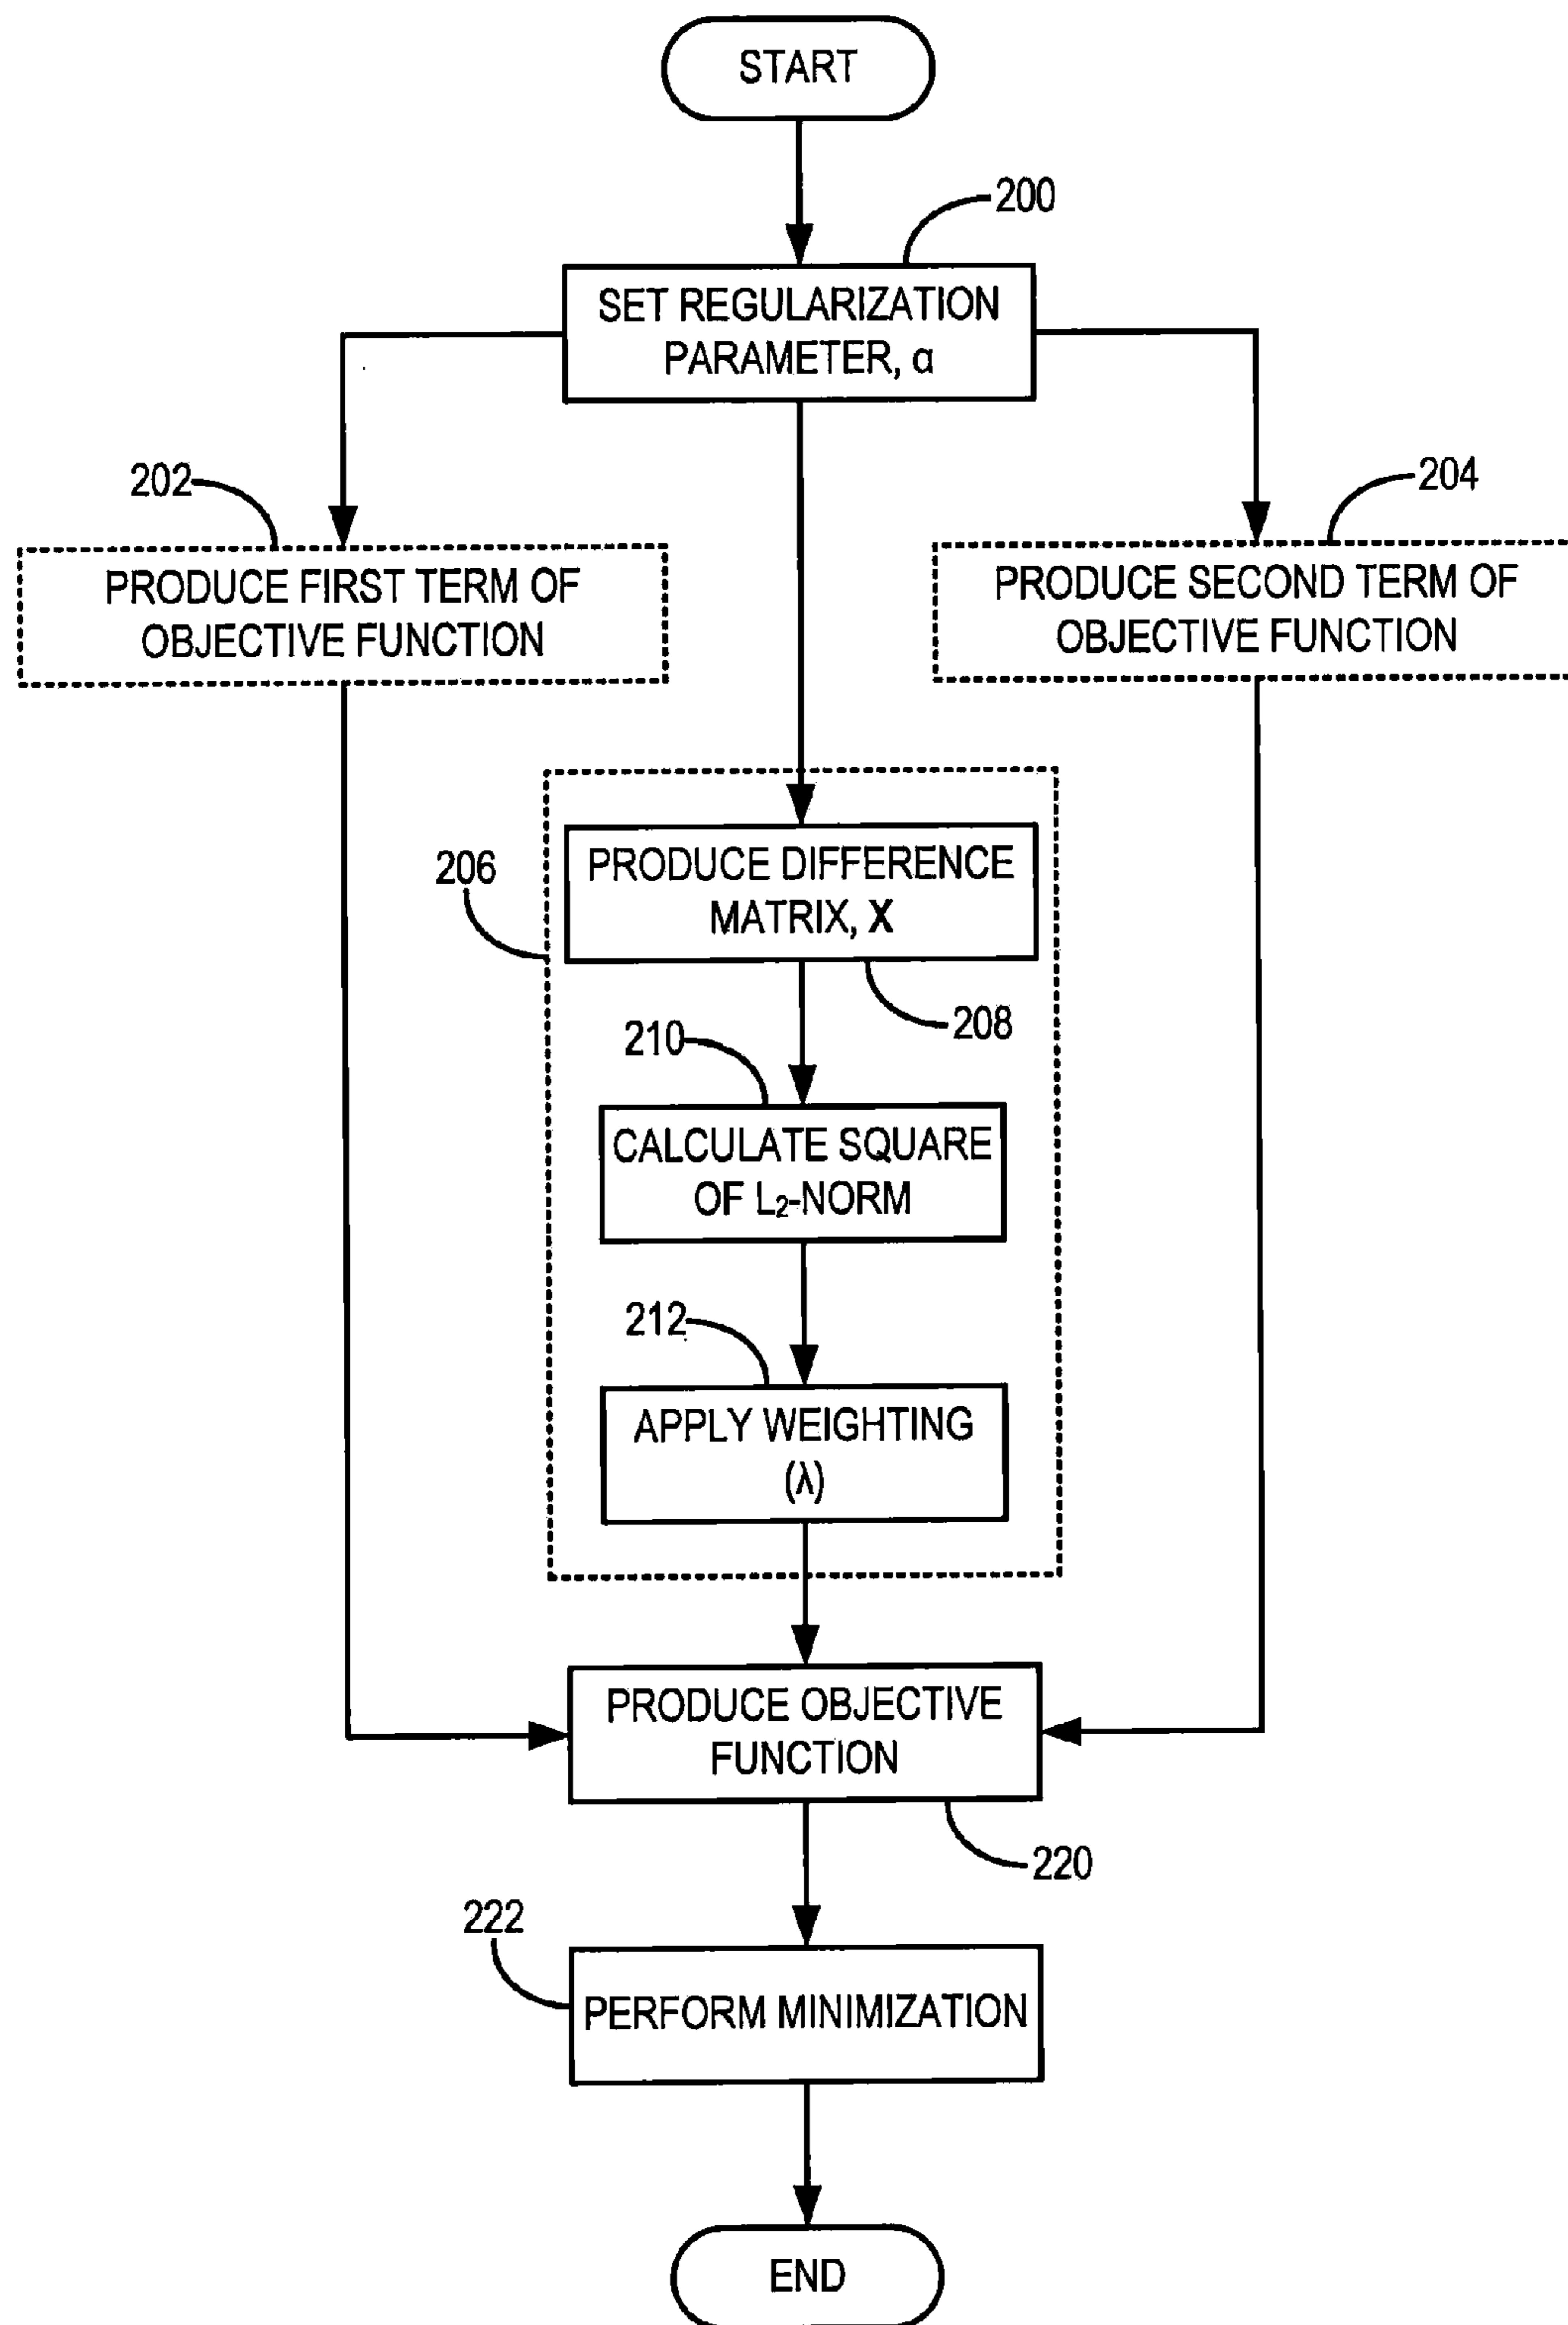 START
200
SET REGULARIZATION
PARAMETER, α
202
204
PRODUCE FIRST TERM OF
OBJECTIVE FUNCTION
PRODUCE SECOND TERM OF
OBJECTIVE FUNCTION
206
PRODUCE DIFFERENCE
MATRIX, X
208
210
CALCULATE SQUARE
OF L₂-NORM
212
APPLY WEIGHTING
(λ)
PRODUCE OBJECTIVE
FUNCTION
220
222
PERFORM MINIMIZATION
END